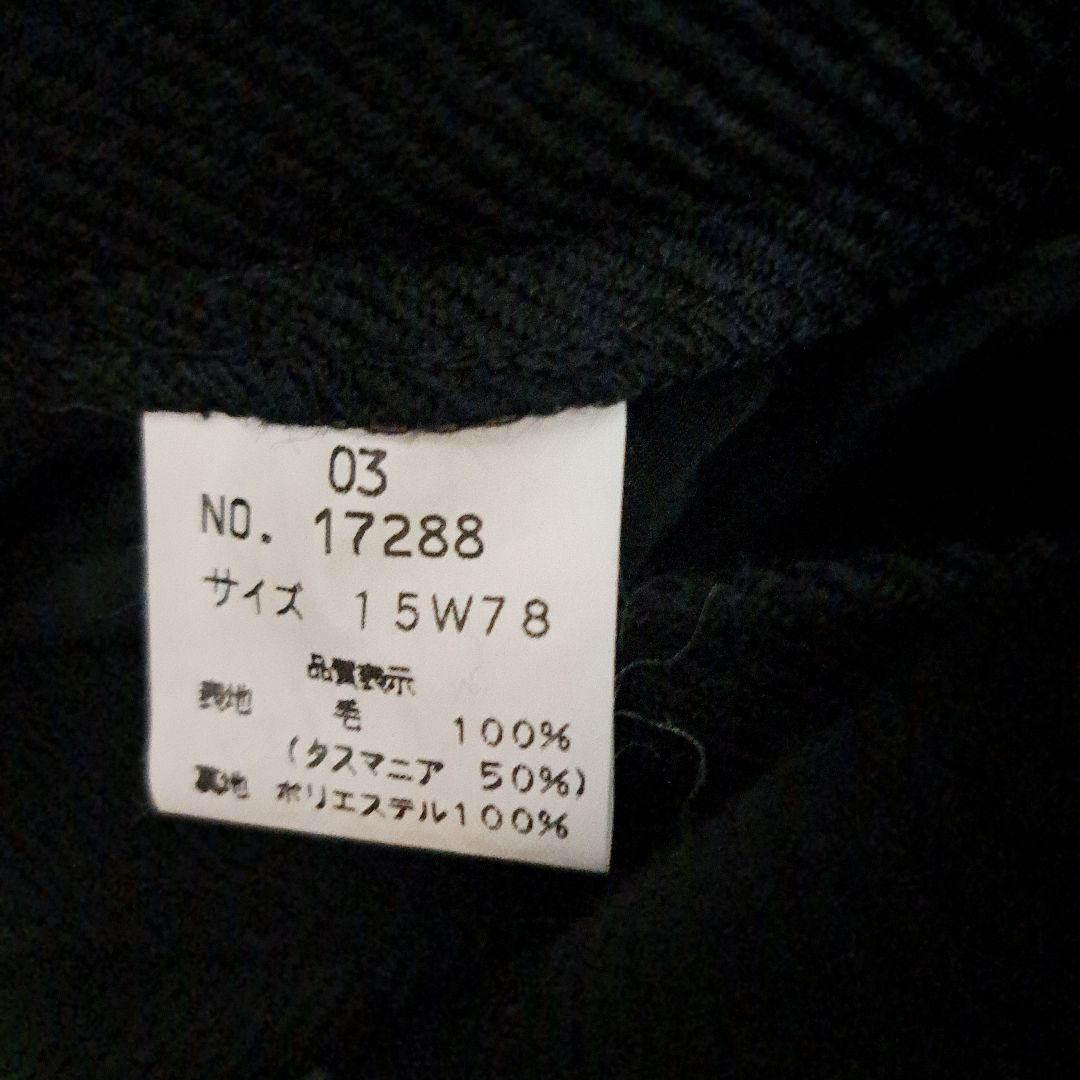 03
NO. 17288
サイズ 15W78
品質表示
表地 毛 100%
(タスマニア 50%)
裏地 ポリエステル100%